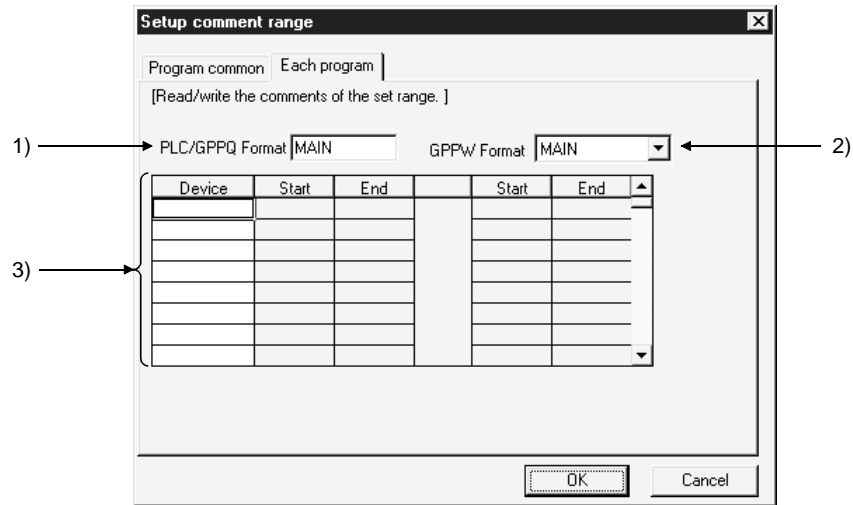 Setup comment range
Program common Each program
[Read/write the comments of the set range. ]
1) PLC/GPPQ Format MAIN GPPW Format MAIN 2)
Device Start End Start End
3)
OK Cancel